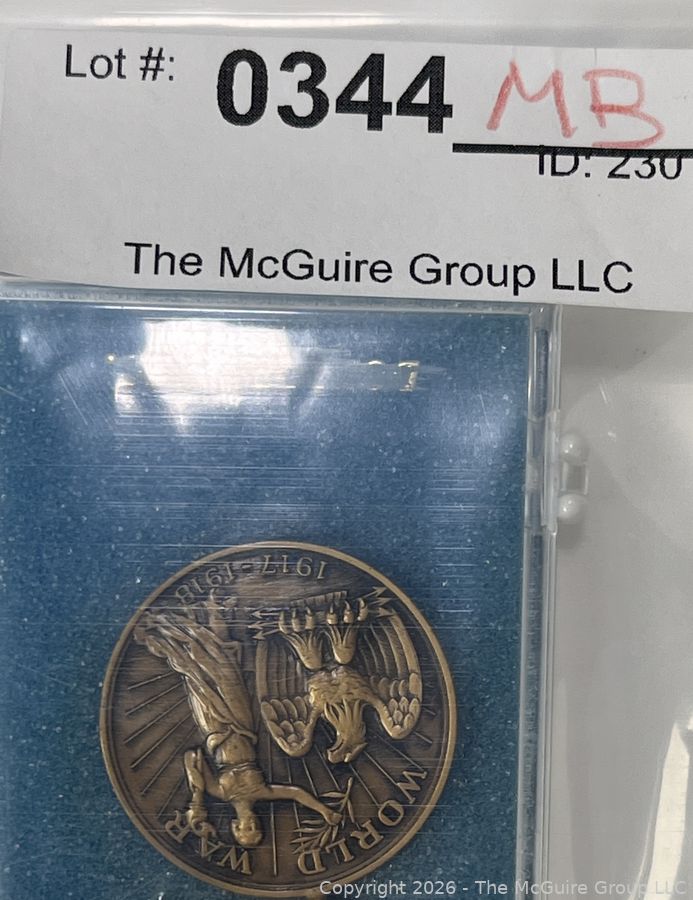 Lot #: 0344 MB
ID: 230
The McGuire Group LLC
1917-1918
WORLD WAR
Copyright 2026 - The McGuire Group LLC